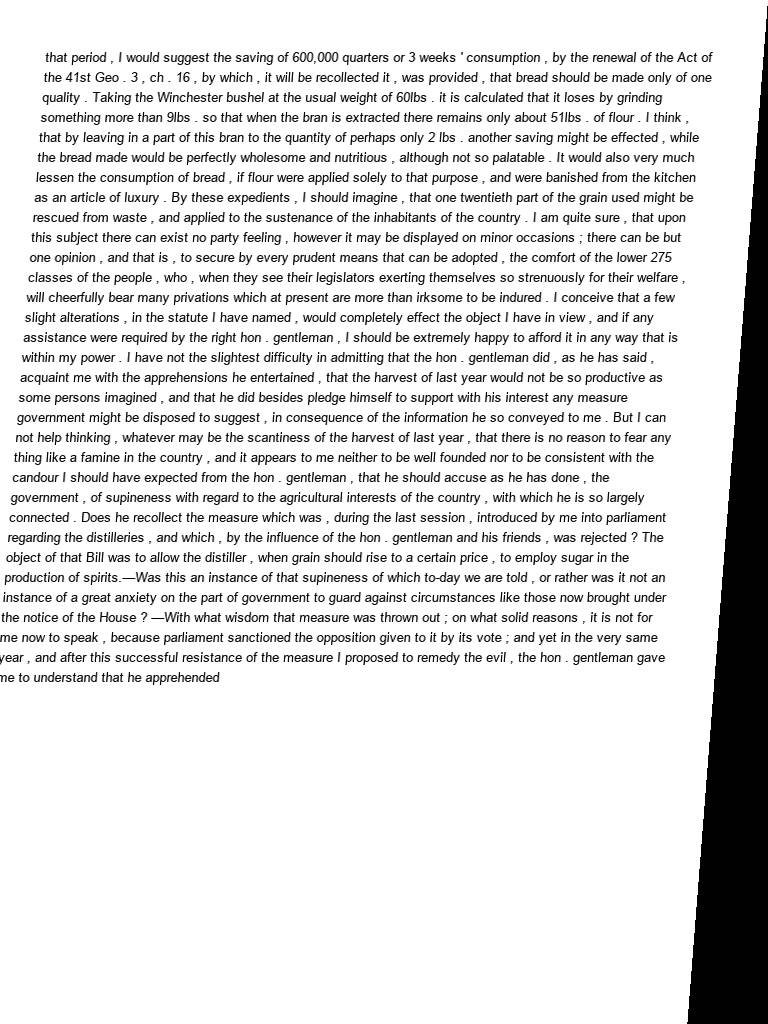 that period , I would suggest the saving of 600,000 quarters or 3 weeks ' consumption , by the renewal of the Act of
the 41st Geo . 3 , ch . 16 , by which , it will be recollected it , was provided , that bread should be made only of one
quality . Taking the Winchester bushel at the usual weight of 60lbs . it is calculated that it loses by grinding
something more than 9lbs . so that when the bran is extracted there remains only about 51lbs . of flour . I think ,
that by leaving in a part of this bran to the quantity of perhaps only 2 lbs . another saving might be effected , while
the bread made would be perfectly wholesome and nutritious , although not so palatable . It would also very much
lessen the consumption of bread , if flour were applied solely to that purpose , and were banished from the kitchen
as an article of luxury . By these expedients , I should imagine , that one twentieth part of the grain used might be
rescued from waste , and applied to the sustenance of the inhabitants of the country . I am quite sure , that upon
this subject there can exist no party feeling , however it may be displayed on minor occasions ; there can be but
one opinion , and that is , to secure by every prudent means that can be adopted , the comfort of the lower 275
classes of the people , who , when they see their legislators exerting themselves so strenuously for their welfare ,
will cheerfully bear many privations which at present are more than irksome to be indured . I conceive that a few
slight alterations , in the statute I have named , would completely effect the object I have in view , and if any
assistance were required by the right hon . gentleman , I should be extremely happy to afford it in any way that is
within my power . I have not the slightest difficulty in admitting that the hon . gentleman did , as he has said ,
acquaint me with the apprehensions he entertained , that the harvest of last year would not be so productive as
some persons imagined , and that he did besides pledge himself to support with his interest any measure
government might be disposed to suggest , in consequence of the information he so conveyed to me . But I can
not help thinking , whatever may be the scantiness of the harvest of last year , that there is no reason to fear any
thing like a famine in the country , and it appears to me neither to be well founded nor to be consistent with the
candour I should have expected from the hon . gentleman , that he should accuse as he has done , the
government , of supineness with regard to the agricultural interests of the country , with which he is so largely
connected . Does he recollect the measure which was , during the last session , introduced by me into parliament
regarding the distilleries , and which , by the influence of the hon . gentleman and his friends , was rejected ? The
object of that Bill was to allow the distiller , when grain should rise to a certain price , to employ sugar in the
production of spirits.—Was this an instance of that supineness of which to-day we are told , or rather was it not an
instance of a great anxiety on the part of government to guard against circumstances like those now brought under
the notice of the House ? —With what wisdom that measure was thrown out ; on what solid reasons , it is not for
me now to speak , because parliament sanctioned the opposition given to it by its vote ; and yet in the very same
year , and after this successful resistance of the measure I proposed to remedy the evil , the hon . gentleman gave
me to understand that he apprehended